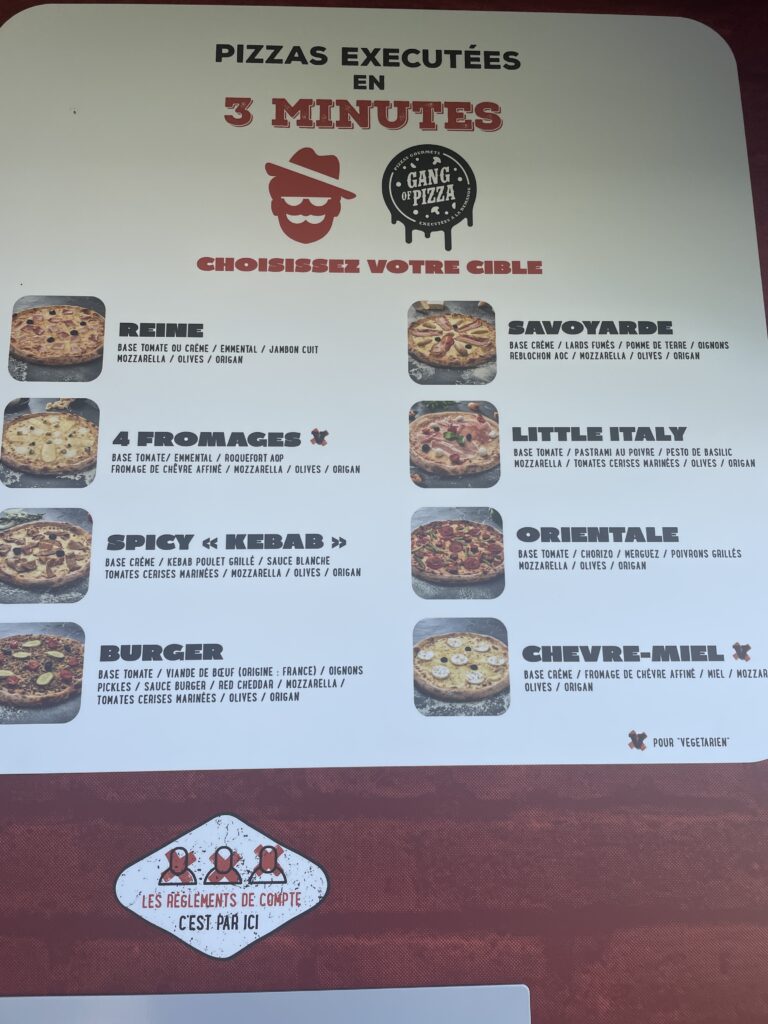 PIZZAS EXECUTÉES
EN
3 MINUTES
PIZZAS GOURMETS
GANG
OF PIZZA
EXECUTÉES À LA DEMANDE
CHOISISSEZ VOTRE CIBLE
REINE
BASE TOMATE OU CRÈME / EMMENTAL / JAMBON CUIT
MOZZARELLA / OLIVES / ORIGAN
4 FROMAGES V
BASE TOMATE/ EMMENTAL / ROQUEFORT AOP
FROMAGE DE CHÈVRE AFFINÉ / MOZZARELLA / OLIVES / ORIGAN
SPICY « KEBAB »
BASE CRÈME / KEBAB POULET GRILLÉ / SAUCE BLANCHE
TOMATES CERISES MARINÉES / MOZZARELLA / OLIVES / ORIGAN
BURGER
BASE TOMATE / VIANDE DE BŒUF (ORIGINE : FRANCE) / OIGNONS
PICKLES / SAUCE BURGER / RED CHEDDAR / MOZZARELLA /
TOMATES CERISES MARINÉES / OLIVES / ORIGAN
SAVOYARDE
BASE CRÈME / LARDS FUMÉS / POMME DE TERRE / OIGNONS
REBLOCHON AOC / MOZZARELLA / OLIVES / ORIGAN
LITTLE ITALY
BASE TOMATE / PASTRAMI AU POIVRE / PESTO DE BASILIC
MOZZARELLA / TOMATES CERISES MARINÉES / OLIVES / ORIGAN
ORIENTALE
BASE TOMATE / CHORIZO / MERGUEZ / POIVRONS GRILLÉS
MOZZARELLA / OLIVES / ORIGAN
CHEVRE-MIEL V
BASE CRÈME / FROMAGE DE CHÈVRE AFFINÉ / MIEL / MOZZAR
OLIVES / ORIGAN
V POUR "VEGETARIEN"
LES RÈGLEMENTS DE COMPTE
C'EST PAR ICI